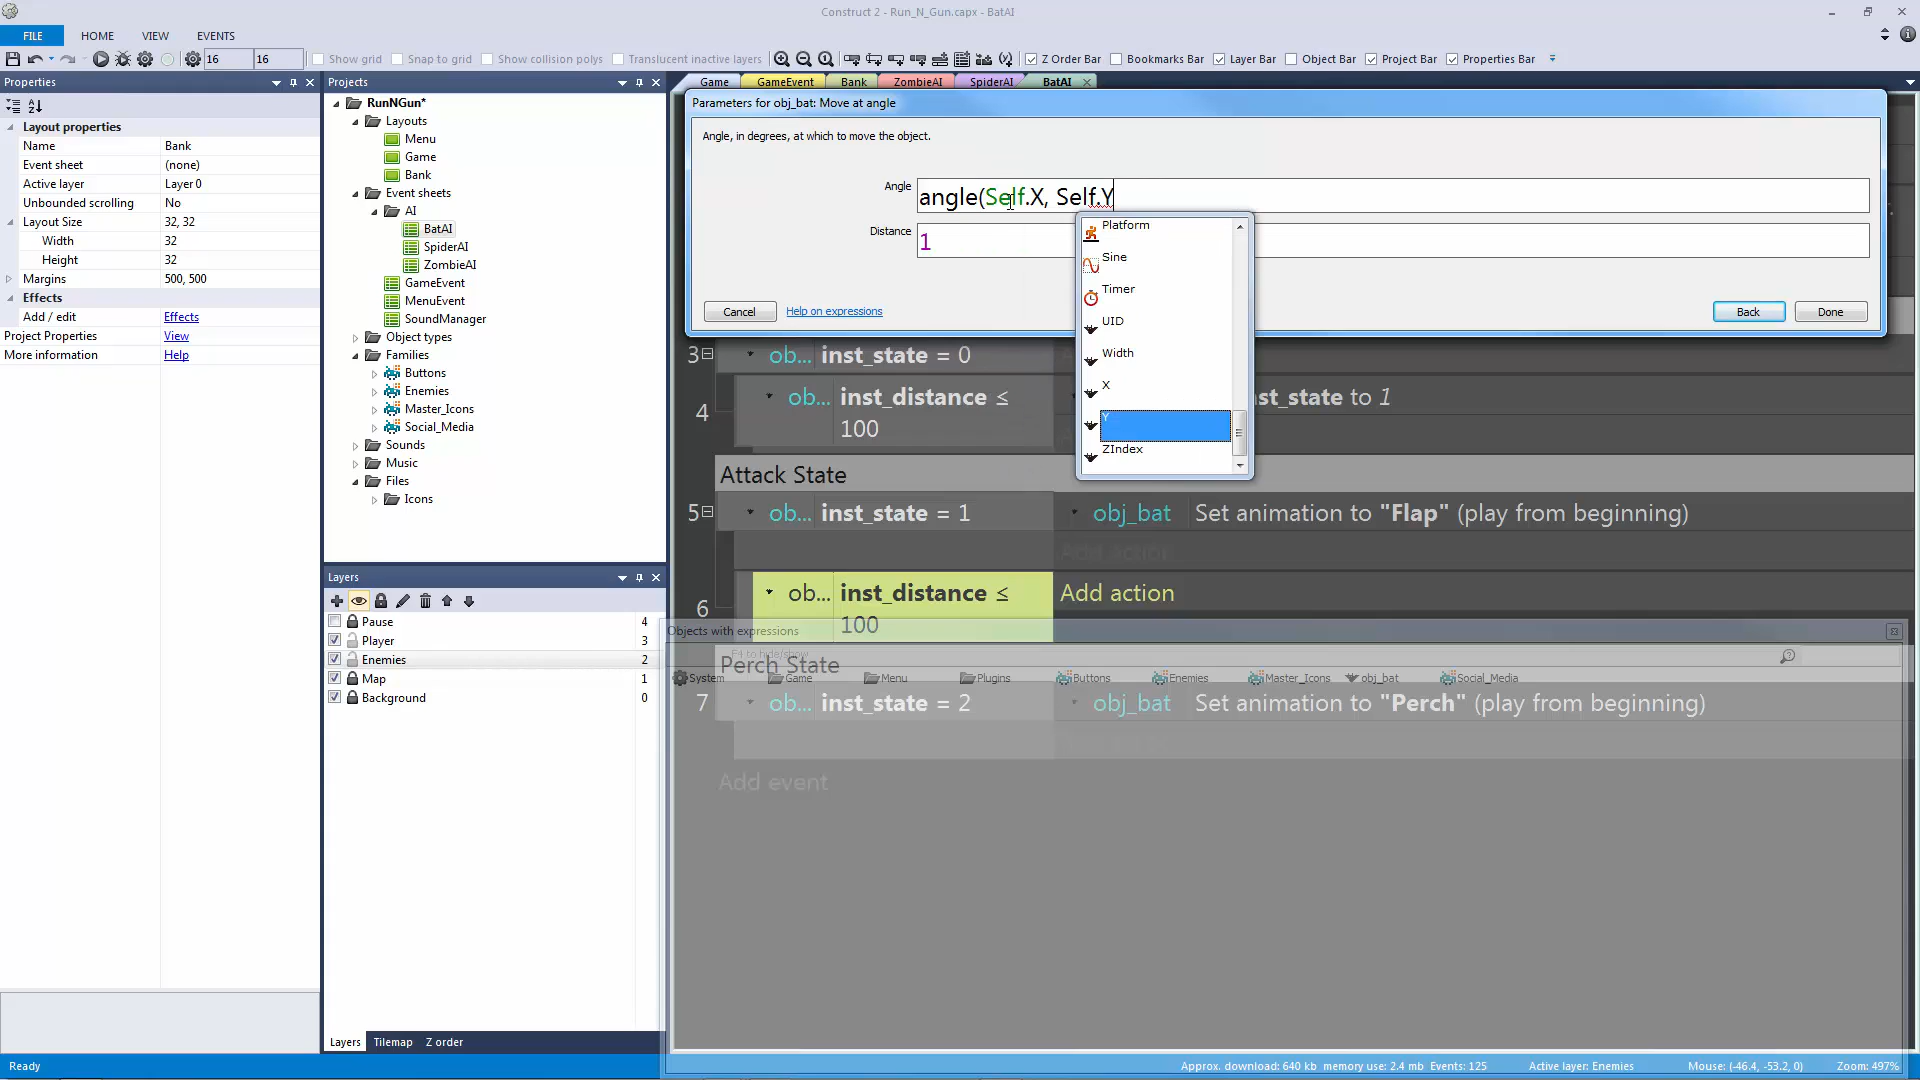 Construct 2 - Run_N_Gun.capx - BatAI
FILE HOME VIEW EVENTS
16 16 Show grid Snap to grid Show collision polys Translucent inactive layers Z Order Bar Bookmarks Bar Layer Bar Object Bar Project Bar Properties Bar
Properties
Layout properties
Name Bank
Event sheet (none)
Active layer Layer 0
Unbounded scrolling No
Layout Size 32, 32
Width 32
Height 32
Margins 500, 500
Effects
Add / edit Effects
Project Properties View
More information Help
Projects
RunNGun*
Layouts
Menu
Game
Bank
Event sheets
AI
BatAI
SpiderAI
ZombieAI
GameEvent
MenuEvent
SoundManager
Object types
Families
Buttons
Enemies
Master_Icons
Social_Media
Sounds
Music
Files
Icons
Layers
Pause 4
Player 3
Enemies 2
Map 1
Background 0
Layers Tilemap Z order
Game GameEvent Bank ZombieAI SpiderAI BatAI
Parameters for obj_bat: Move at angle
Angle, in degrees, at which to move the object.
Angle angle(Self.X, Self.Y
Distance 1
Cancel Help on expressions Back Done
Platform
Sine
Timer
UID
Width
X
Y
ZIndex
3 ob... inst_state = 0
4 ob... inst_distance ≤ 100
st_state to 1
Attack State
5 ob... inst_state = 1 obj_bat Set animation to "Flap" (play from beginning)
Add action
6 ob... inst_distance ≤ 100 Add action
Objects with expressions
Perch State
System Game Menu Plugins Buttons Enemies Master_Icons obj_bat Social_Media
7 ob... inst_state = 2 obj_bat Set animation to "Perch" (play from beginning)
Add event
Ready Approx. download: 640 kb memory use: 2.4 mb Events: 125 Active layer: Enemies Mouse: (-46.4, -53.2, 0) Zoom: 497%